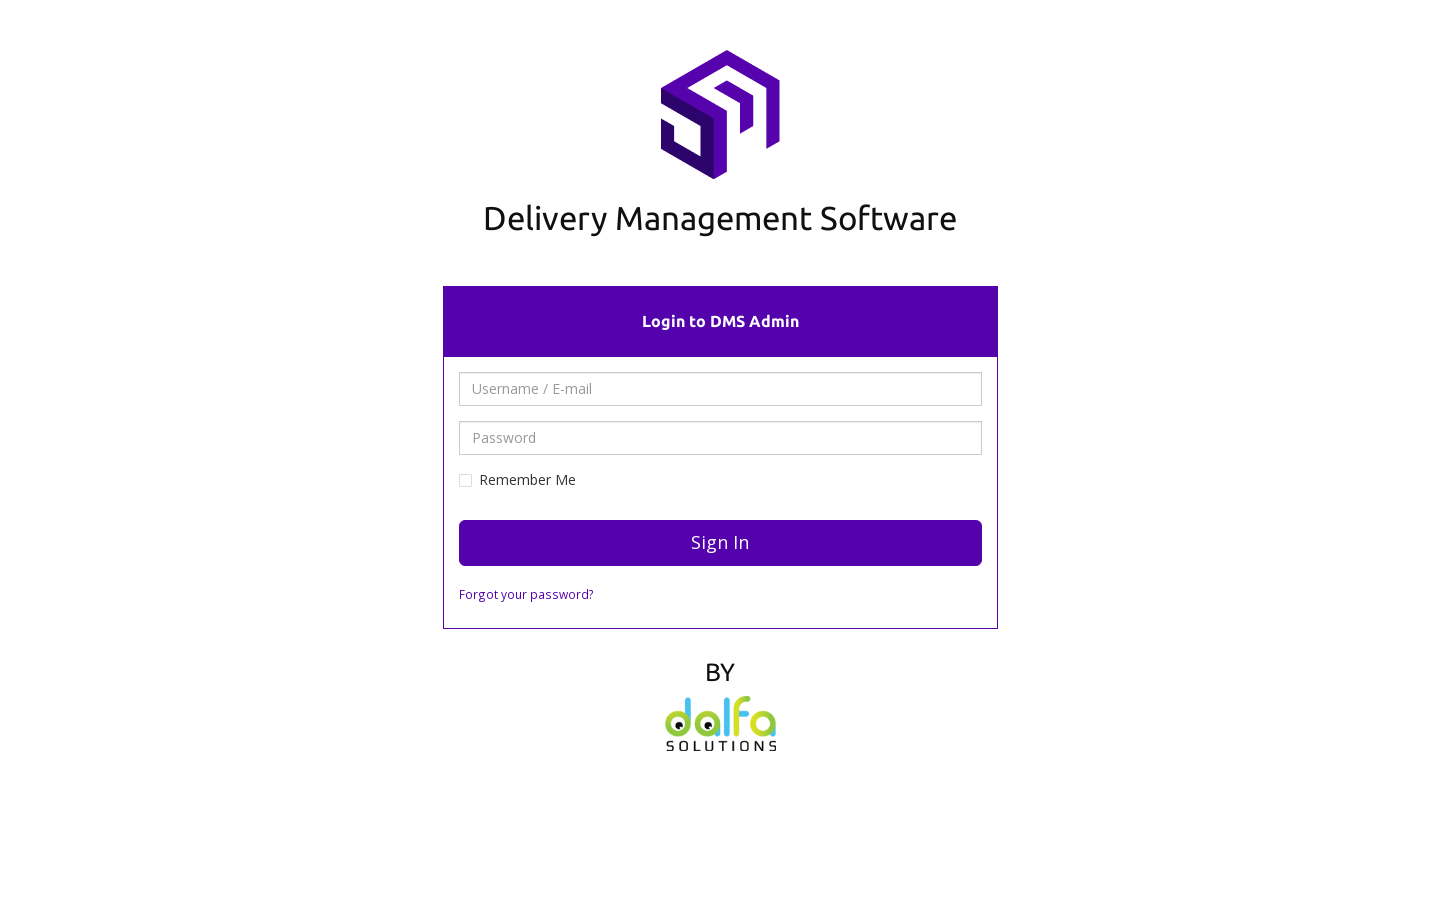 Delivery Management Software
Login to DMS Admin
Username / E-mail
Password
Remember Me
Sign In
Forgot your password?
BY
dalfa
SOLUTIONS